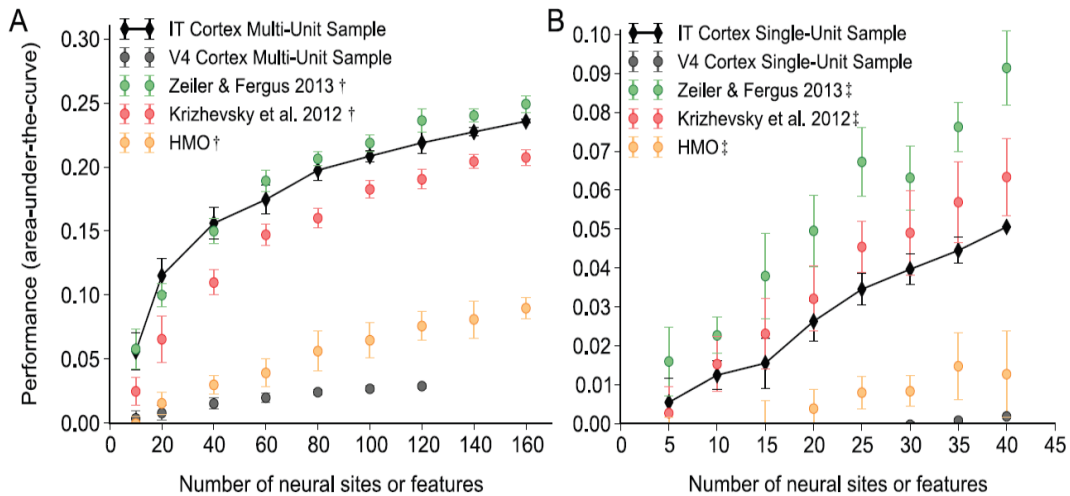 A
Performance (area-under-the-curve)
0.30
0.25
0.20
0.15
0.10
0.05
0.00
IT Cortex Multi-Unit Sample
V4 Cortex Multi-Unit Sample
Zeiler & Fergus 2013 †
Krizhevsky et al. 2012 †
HMO †
0 20 40 60 80 100 120 140 160
Number of neural sites or features
B
0.10
0.09
0.08
0.07
0.06
0.05
0.04
0.03
0.02
0.01
0.00
IT Cortex Single-Unit Sample
V4 Cortex Single-Unit Sample
Zeiler & Fergus 2013‡
Krizhevsky et al. 2012‡
HMO‡
0 5 10 15 20 25 30 35 40 45
Number of neural sites or features